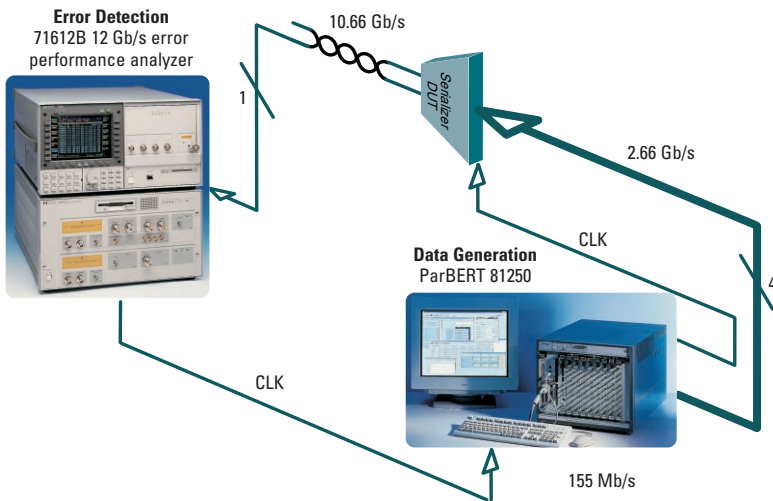 Error Detection
71612B 12 Gb/s error
performance analyzer
10.66 Gb/s
1
Serializer
DUT
2.66 Gb/s
CLK
4
Data Generation
ParBERT 81250
CLK
155 Mb/s